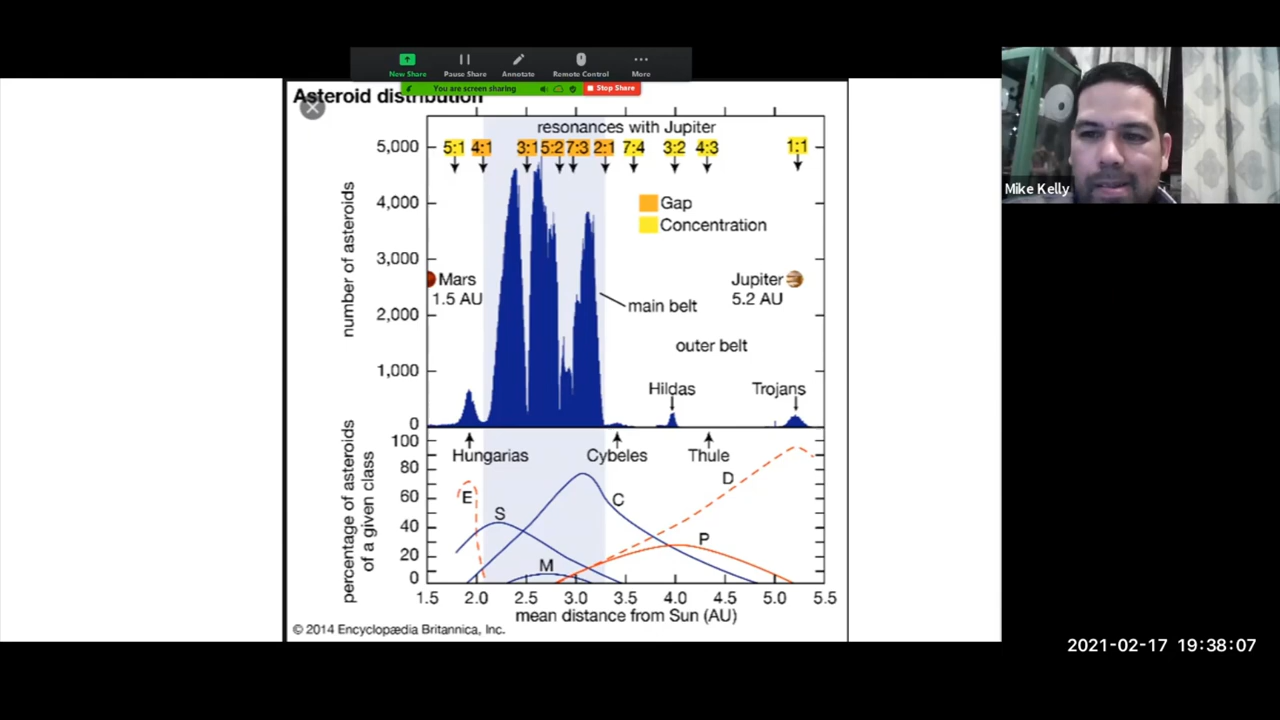 New Share
Pause Share
Annotate
Remote Control
More
You are screen sharing
Stop Share
Asteroid distribution
resonances with Jupiter
5:1 4:1 3:1 5:2 7:3 2:1 7:4 3:2 4:3 1:1
5,000
4,000
3,000
2,000
1,000
0
number of asteroids
Gap
Concentration
Mars
1.5 AU
Jupiter
5.2 AU
main belt
outer belt
Hildas
Trojans
Hungarias
Cybeles
Thule
100
80
60
40
20
0
percentage of asteroids
of a given class
E
S
M
C
D
P
1.5 2.0 2.5 3.0 3.5 4.0 4.5 5.0 5.5
mean distance from Sun (AU)
© 2014 Encyclopædia Britannica, Inc.
Mike Kelly
2021-02-17 19:38:07